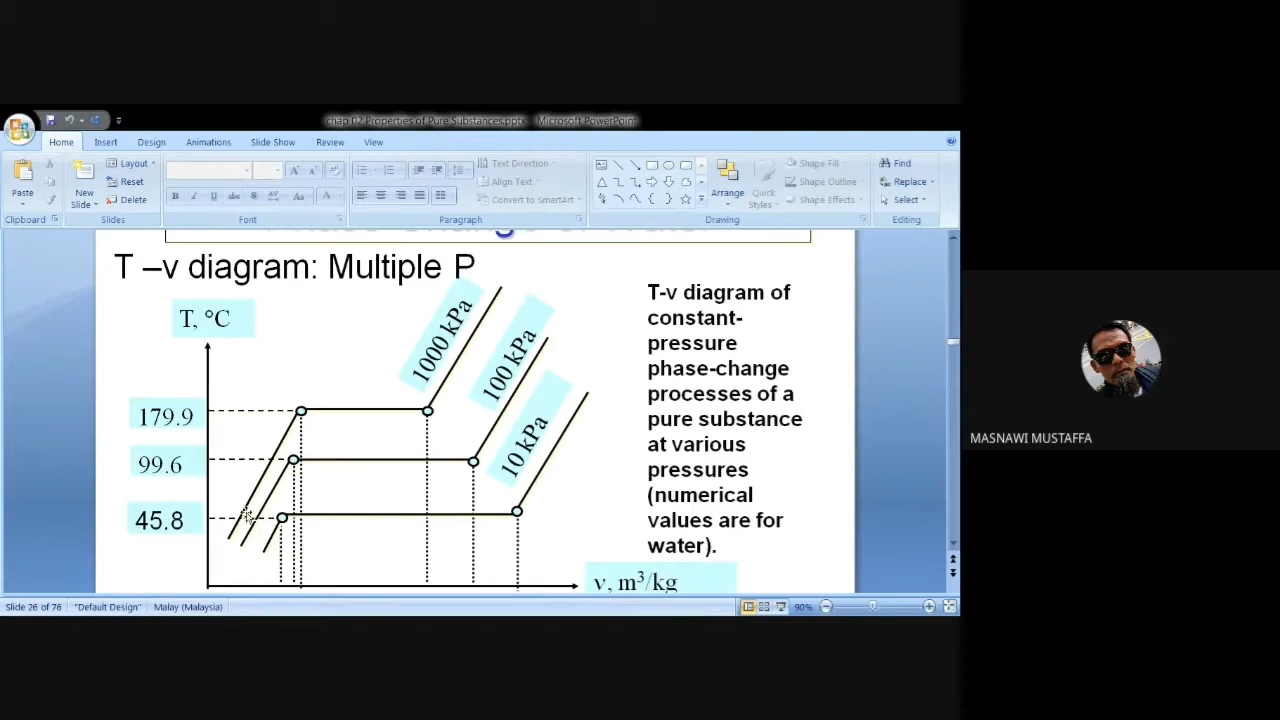 chap 02 Properties of Pure Substances.pptx - Microsoft PowerPoint
Home Insert Design Animations Slide Show Review View
Paste
Clipboard
New
Slide
Layout
Reset
Delete
Slides
B I U abe S AV Aa A
Font
Paragraph
Text Direction
Align Text
Convert to SmartArt
Arrange
Quick
Styles
Shape Fill
Shape Outline
Shape Effects
Drawing
Find
Replace
Select
Editing
T –v diagram: Multiple P
T, °C
1000 kPa
100 kPa
10 kPa
179.9
99.6
45.8
v, m³/kg
T-v diagram of
constant-
pressure
phase-change
processes of a
pure substance
at various
pressures
(numerical
values are for
water).
MASNAWI MUSTAFFA
Slide 26 of 76 "Default Design" Malay (Malaysia) 90%